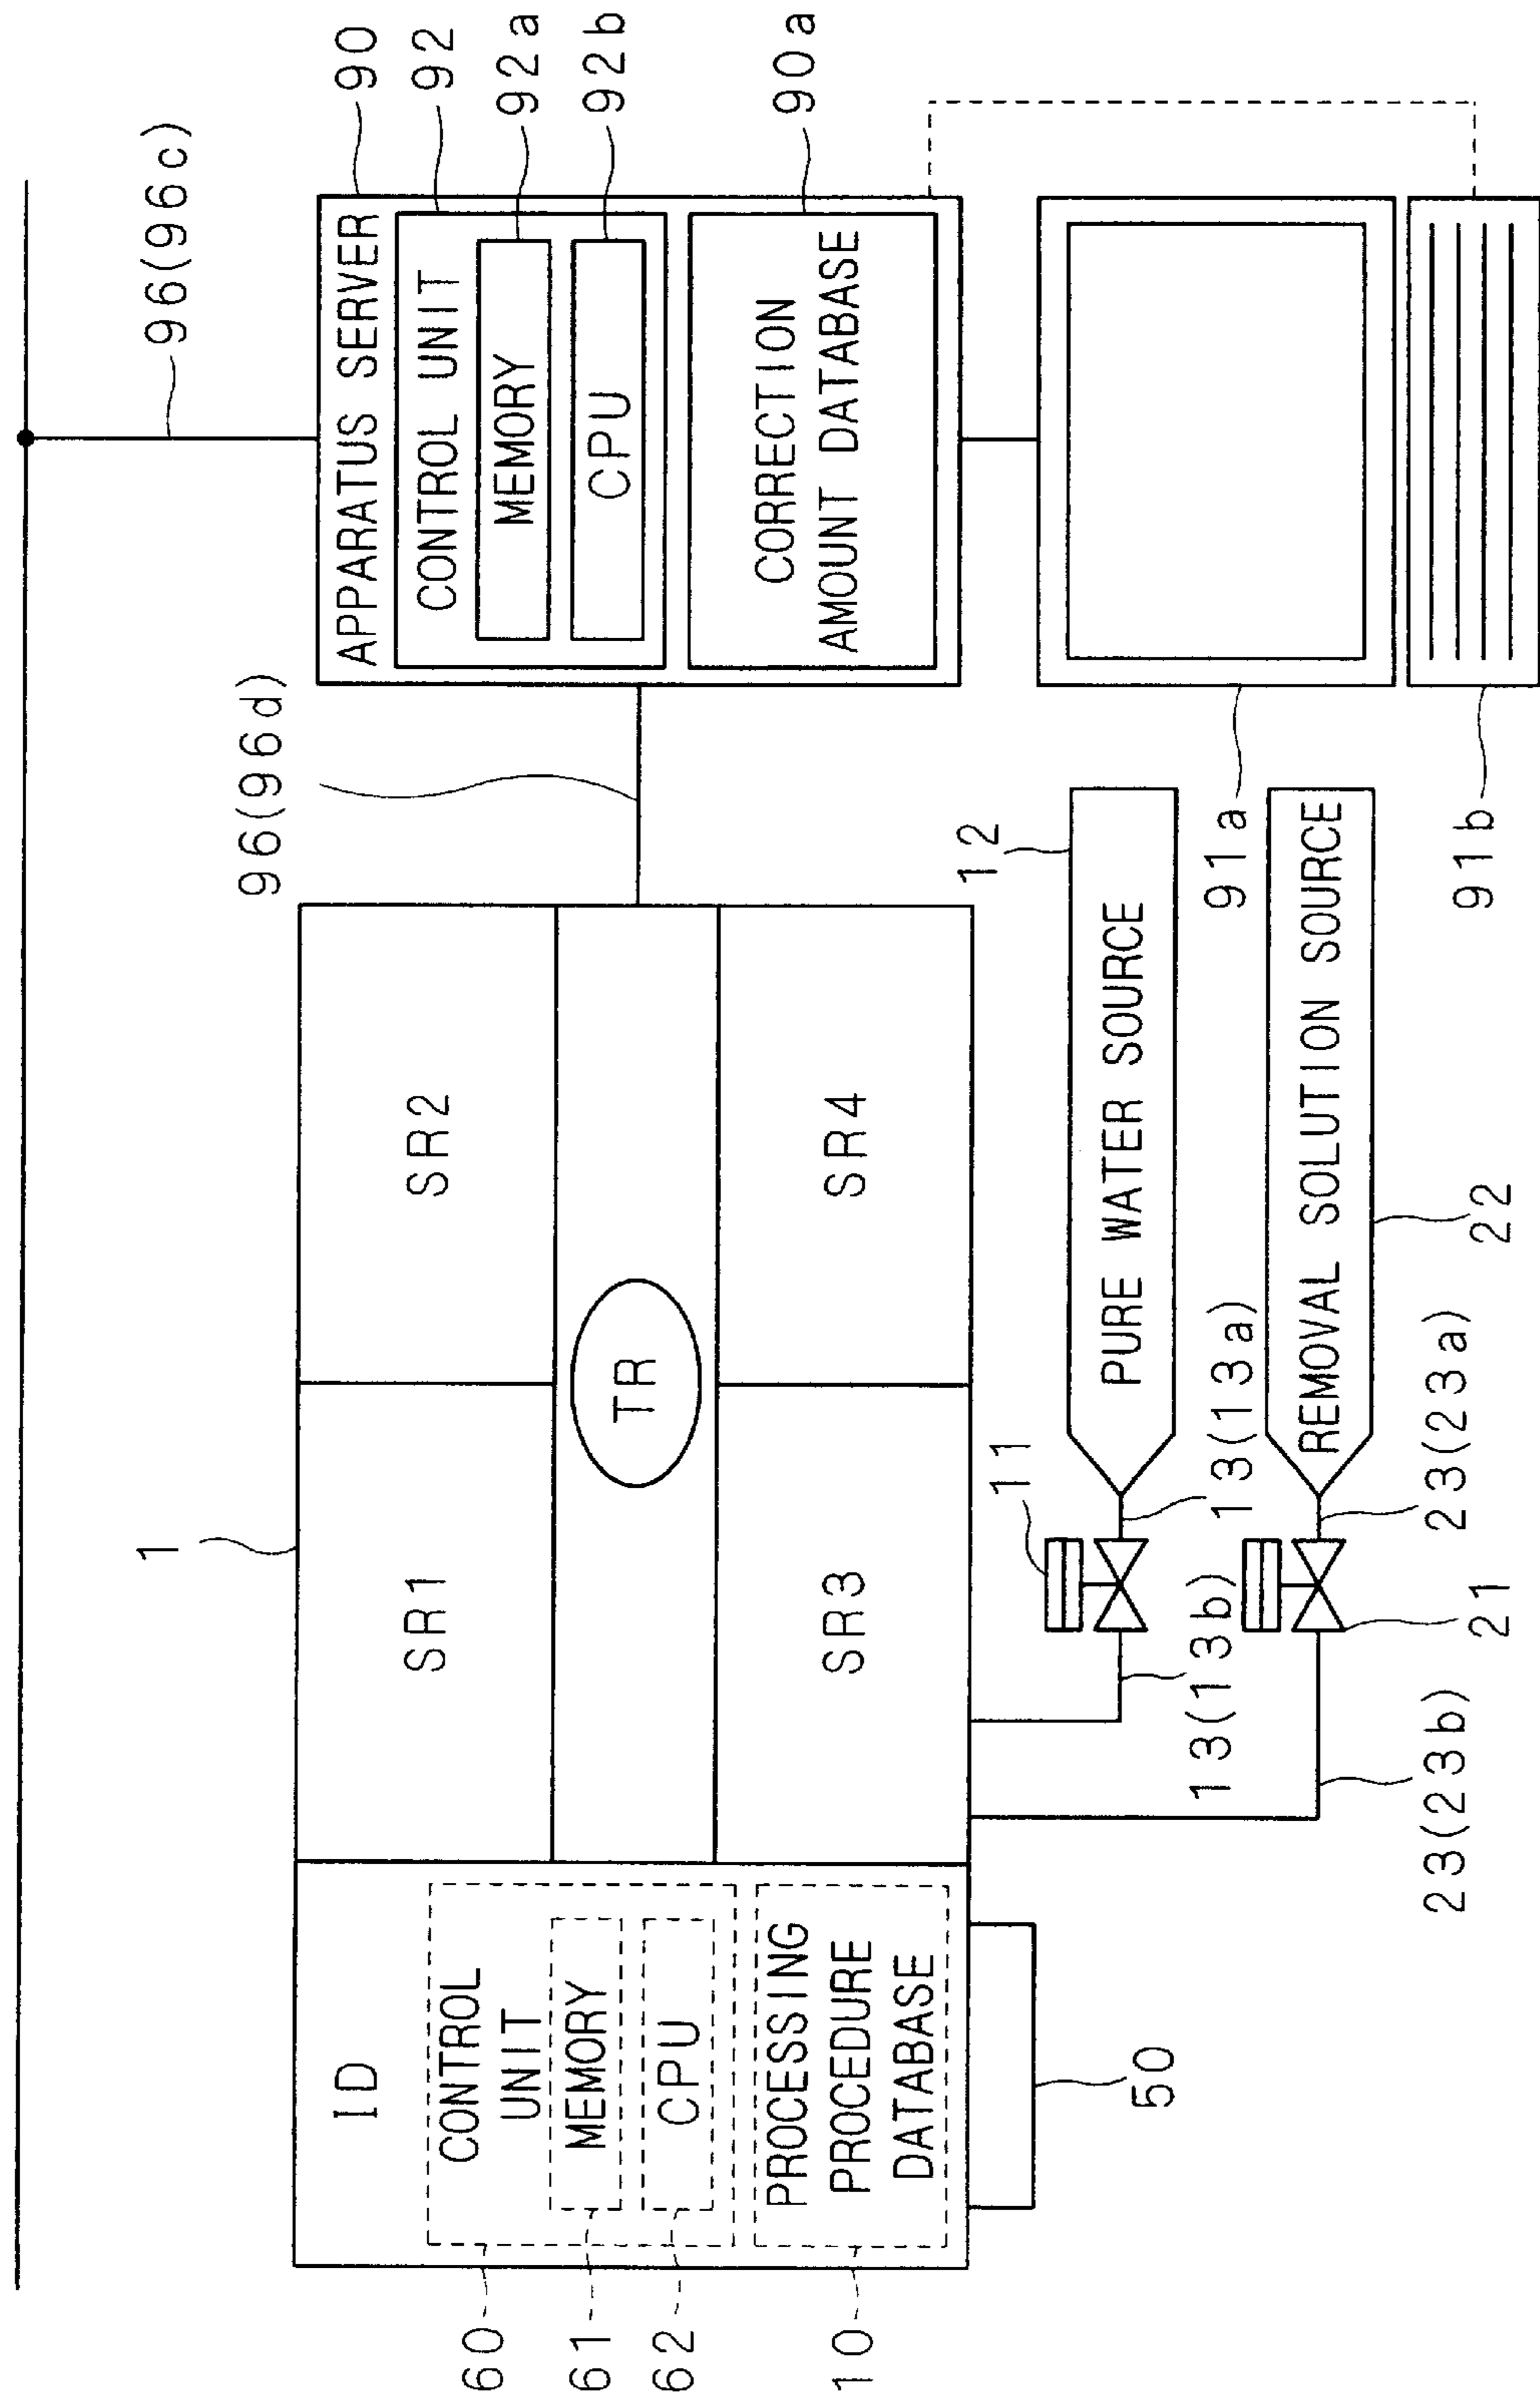 96(96c)
90
92
92a
92b
90a
APPARATUS SERVER
CONTROL UNIT
MEMORY
CPU
CORRECTION
AMOUNT DATABASE
96(96d)
1
SR1
SR2
TR
SR3
SR4
ID
CONTROL
UNIT
MEMORY
CPU
PROCESSING
PROCEDURE
DATABASE
60
61
62
10
50
11
12
PURE WATER SOURCE
13(13a)
13(13b)
91a
REMOVAL SOLUTION SOURCE
21
22
23(23a)
23(23b)
91b